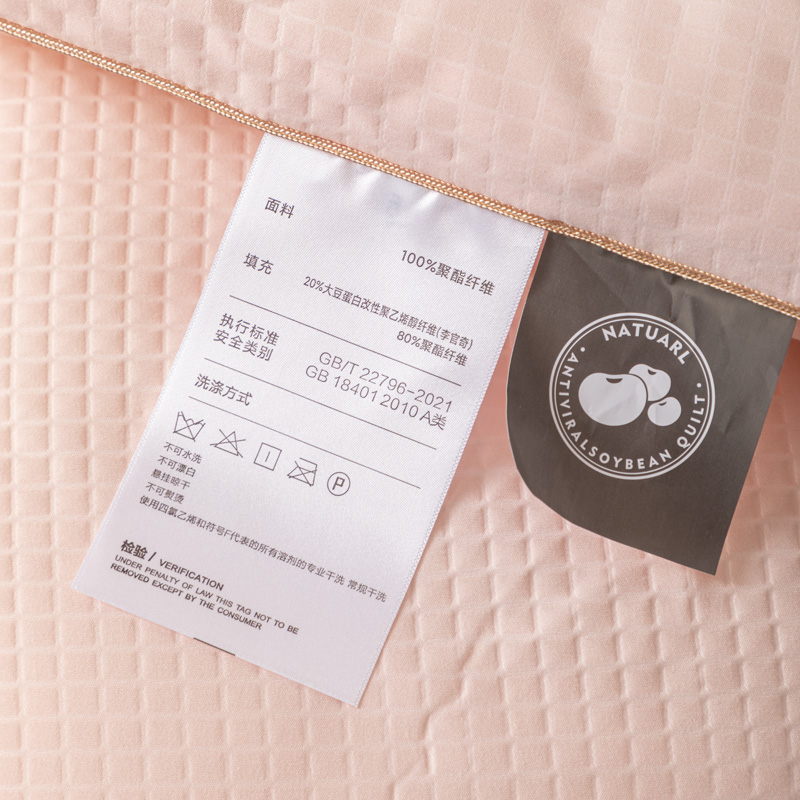 面料
100%聚酯纤维
填充
20%大豆蛋白改性聚乙烯醇纤维(李官奇)
80%聚酯纤维
执行标准
GB/T 22796-2021
安全类别
GB 18401 2010 A类
洗涤方式
P
不可水洗
不可漂白
悬挂晾干
不可熨烫
使用四氯乙烯和符号F代表的所有溶剂的专业干洗 常规干洗
检验 / VERIFICATION
UNDER PENALTY OF LAW THIS TAG NOT TO BE
REMOVED EXCEPT BY THE CONSUMER
NATUARL
ANTIVIRALSOYBEAN QUILT